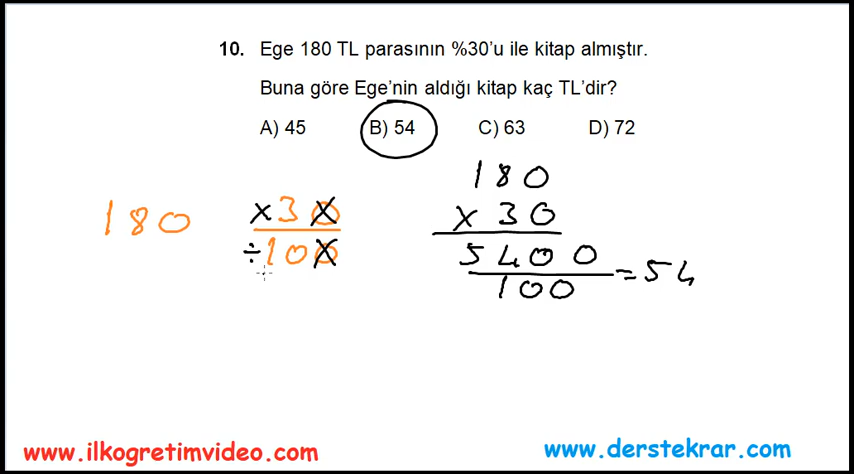 10. Ege 180 TL parasının %30'u ile kitap almıştır.
Buna göre Ege'nin aldığı kitap kaç TL'dir?
A) 45 B) 54 C) 63 D) 72
180 x 30
÷ 100
180
x 30
5400
100 = 54
www.ilkogretimvideo.com
www.derstekrar.com